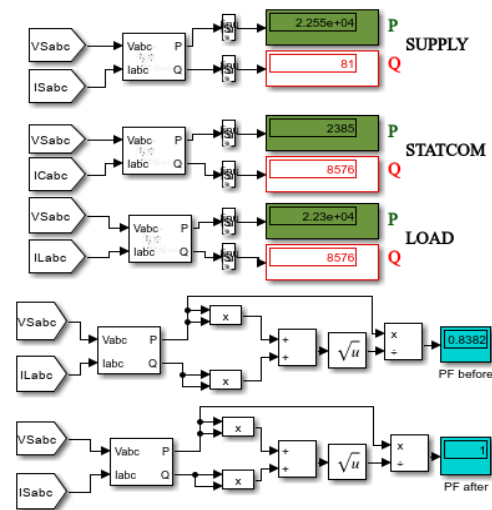 VSabc
ISabc
Vabc
Iabc
P
Q
2.255e+04
81
P
Q
SUPPLY
VSabc
ICabc
Vabc
Iabc
P
Q
2385
8576
P
Q
STATCOM
VSabc
ILabc
Vabc
Iabc
P
Q
2.23e+04
8576
P
Q
LOAD
VSabc
ILabc
Vabc
Iabc
P
Q
x
x
+
+
√u
x
÷
0.8382
PF before
VSabc
ISabc
Vabc
Iabc
P
Q
x
x
+
+
√u
x
÷
1
PF after